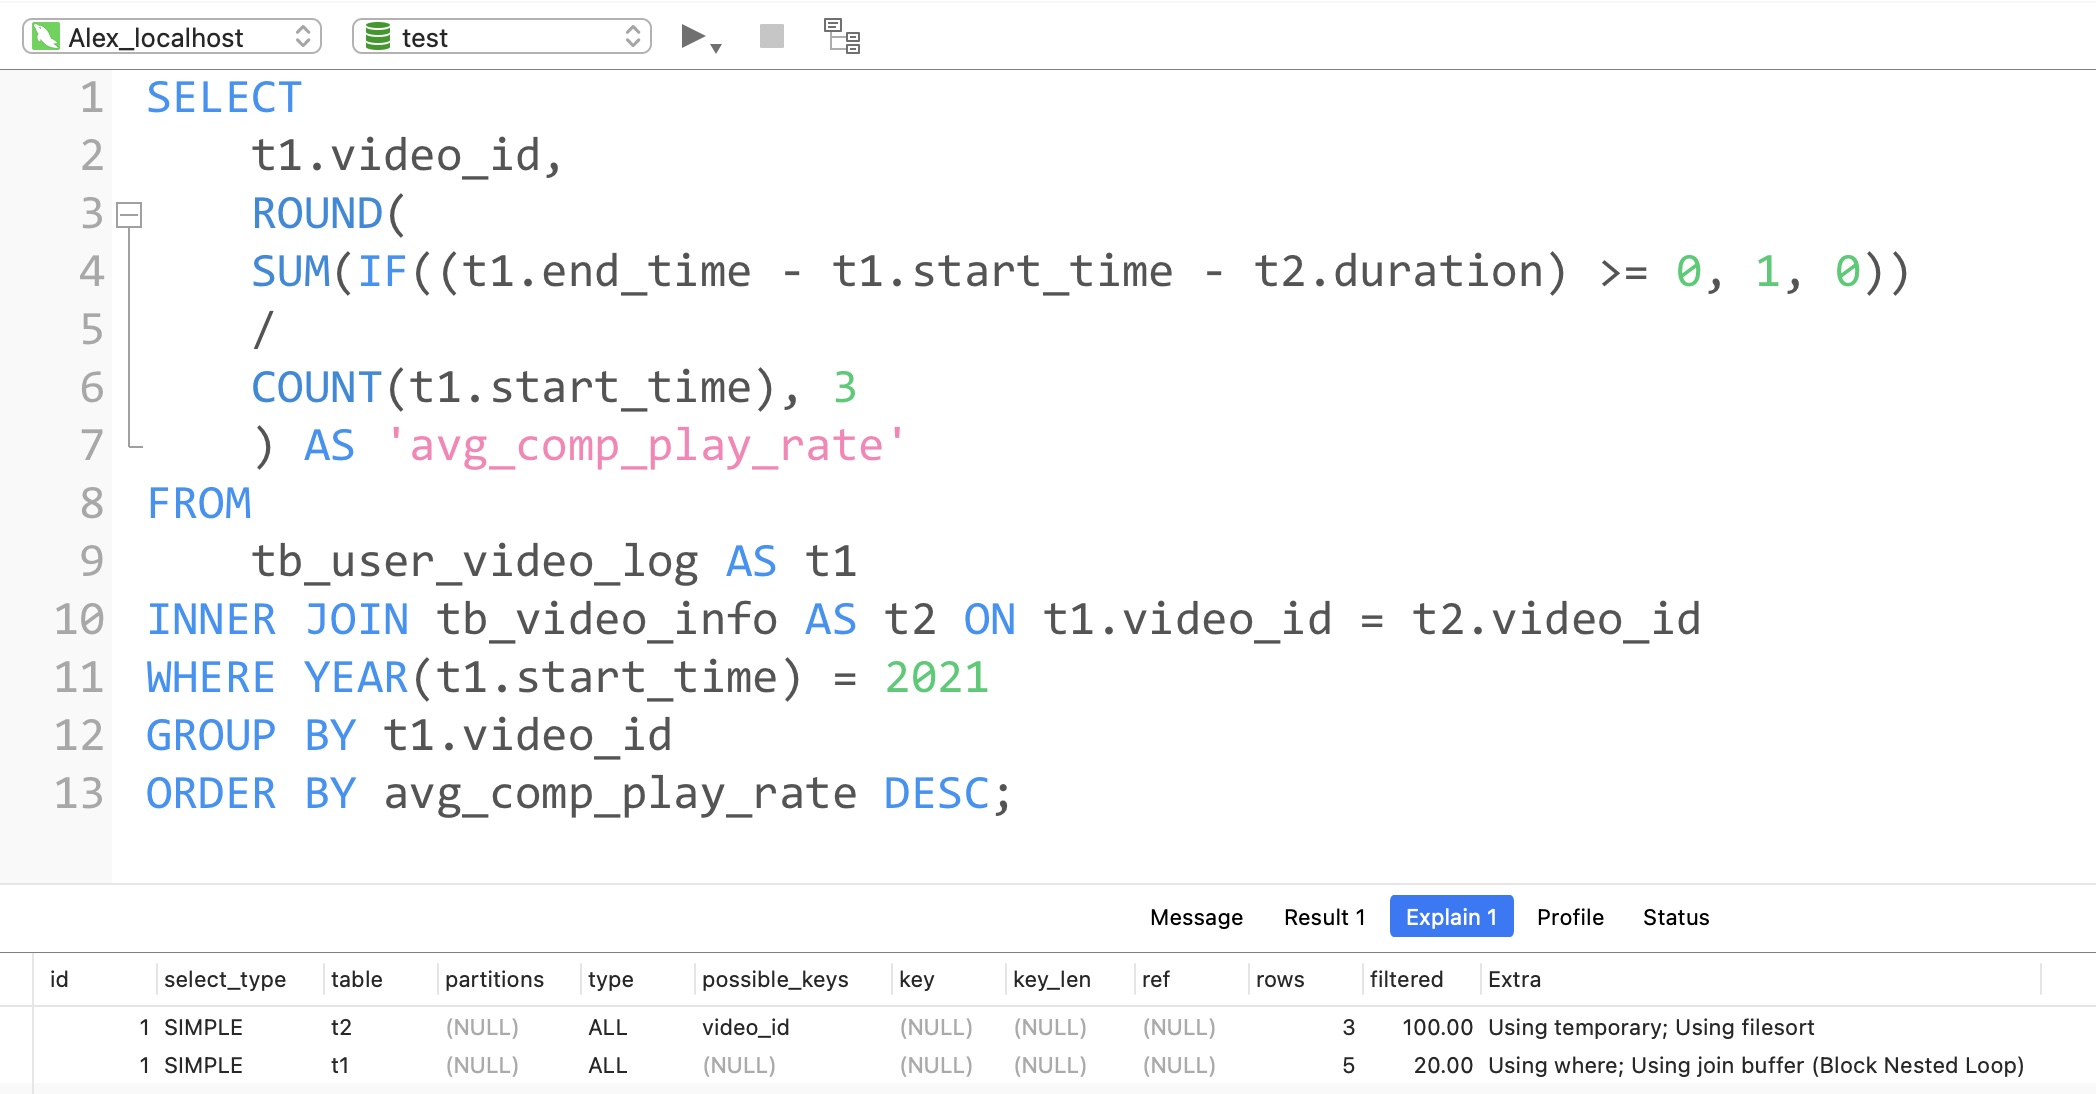 Alex_localhost test
1 SELECT
2 t1.video_id,
3 ROUND(
4 SUM(IF((t1.end_time - t1.start_time - t2.duration) >= 0, 1, 0))
5 /
6 COUNT(t1.start_time), 3
7 ) AS 'avg_comp_play_rate'
8 FROM
9 tb_user_video_log AS t1
10 INNER JOIN tb_video_info AS t2 ON t1.video_id = t2.video_id
11 WHERE YEAR(t1.start_time) = 2021
12 GROUP BY t1.video_id
13 ORDER BY avg_comp_play_rate DESC;
Message Result 1 Explain 1 Profile Status
id select_type table partitions type possible_keys key key_len ref rows filtered Extra
1 SIMPLE t2 (NULL) ALL video_id (NULL) (NULL) (NULL) 3 100.00 Using temporary; Using filesort
1 SIMPLE t1 (NULL) ALL (NULL) (NULL) (NULL) (NULL) 5 20.00 Using where; Using join buffer (Block Nested Loop)